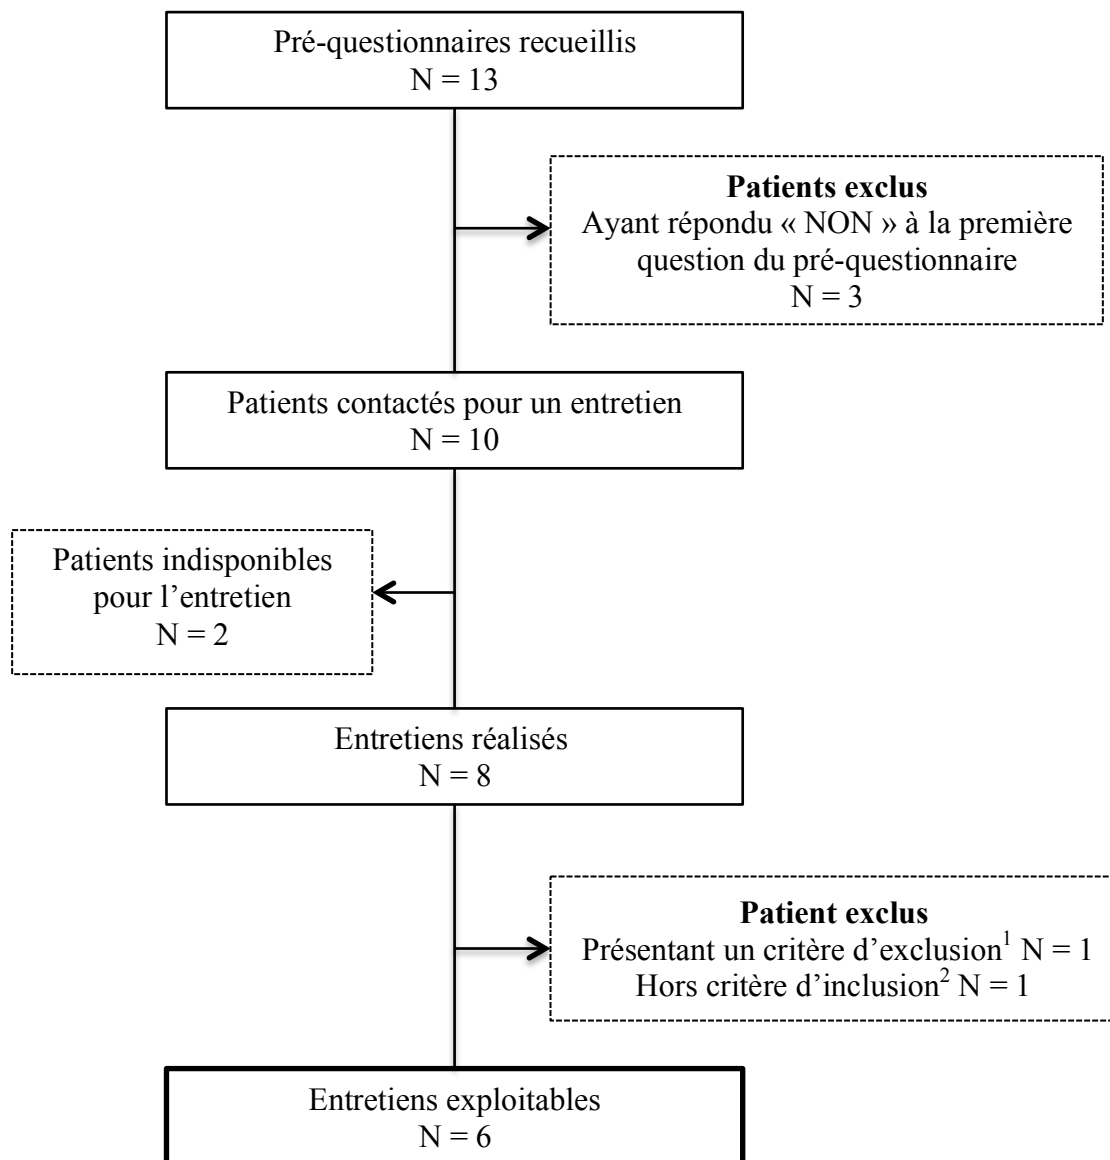 Pré-questionnaires recueillis
N = 13
Patients exclus
Ayant répondu « NON » à la première
question du pré-questionnaire
N = 3
Patients contactés pour un entretien
N = 10
Patients indisponibles
pour l’entretien
N = 2
Entretiens réalisés
N = 8
Patient exclus
Présentant un critère d’exclusion¹ N = 1
Hors critère d’inclusion² N = 1
Entretiens exploitables
N = 6